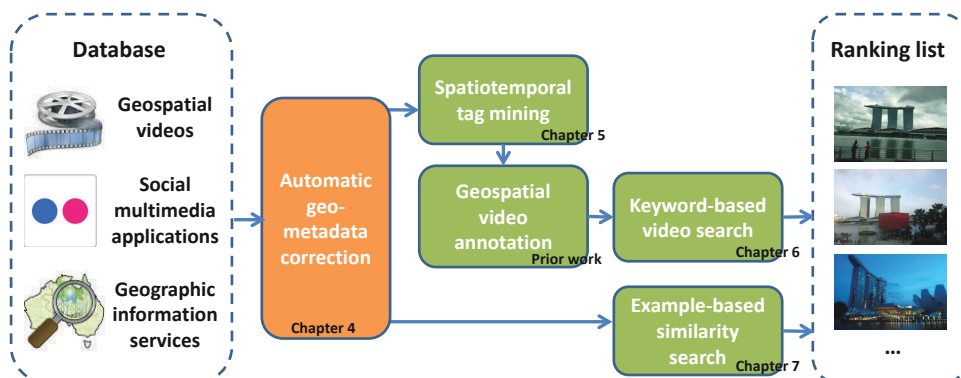 Database
Geospatial
videos
Social
multimedia
applications
Geographic
information
services
Automatic
geo-
metadata
correction
Chapter 4
Spatiotemporal
tag mining
Chapter 5
Geospatial
video
annotation
Prior work
Keyword-based
video search
Chapter 6
Example-based
similarity
search
Chapter 7
Ranking list
...